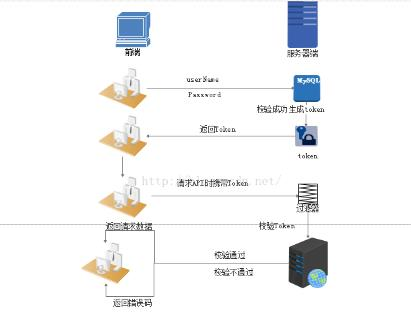 前端
服务器端
userName
Password
MySQL
校验成功生成token
返回Token
token
http://
.net/
请求API时携带Token
过滤器
返回请求数据
校验Token
校验通过
校验不通过
返回错误码